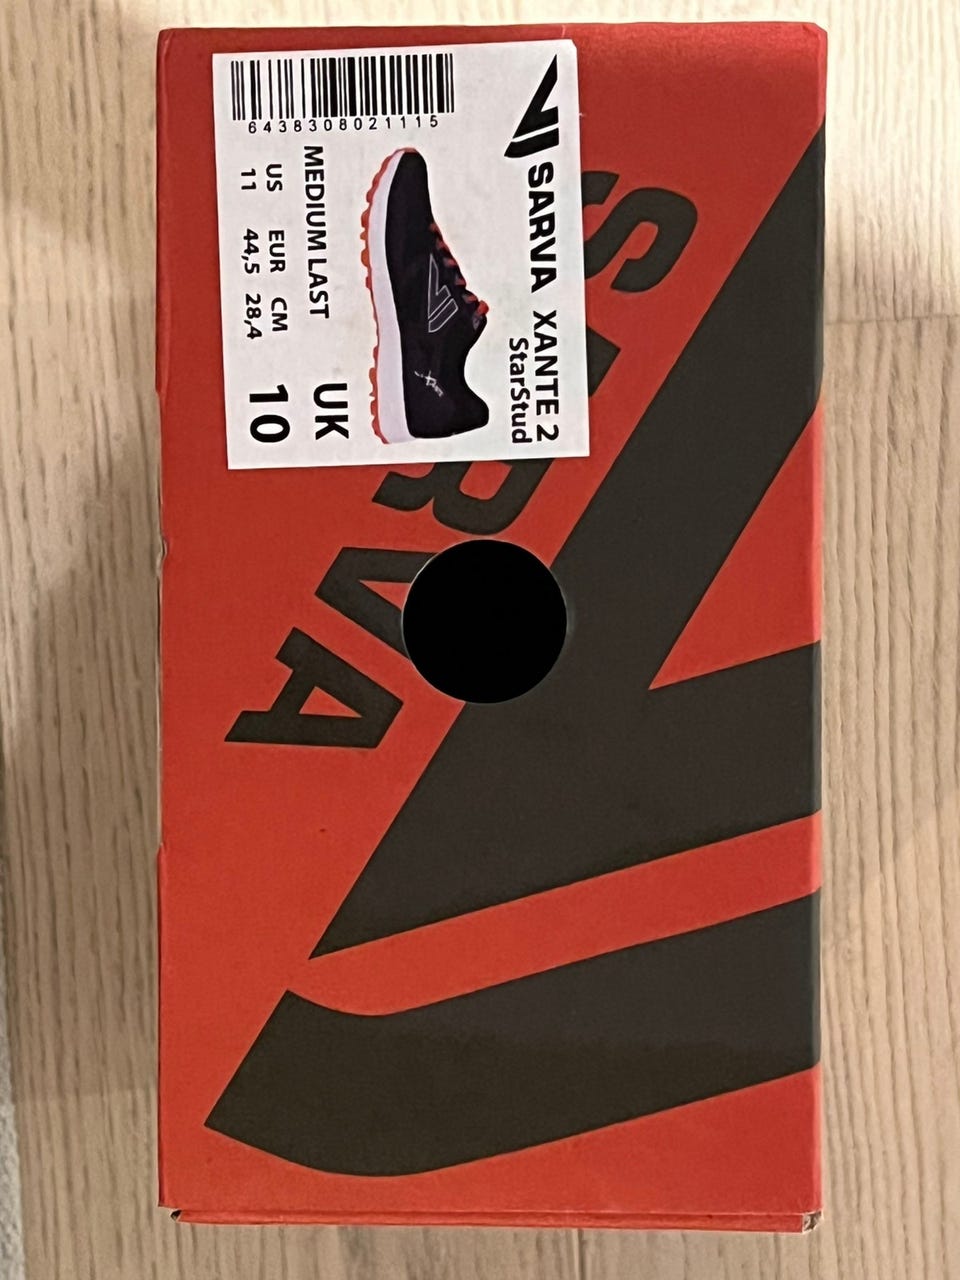 SARVA XANTE 2
StarStud
6438308021115
MEDIUM LAST
UK
US EUR CM
11 44,5 28,4
10
SARVA